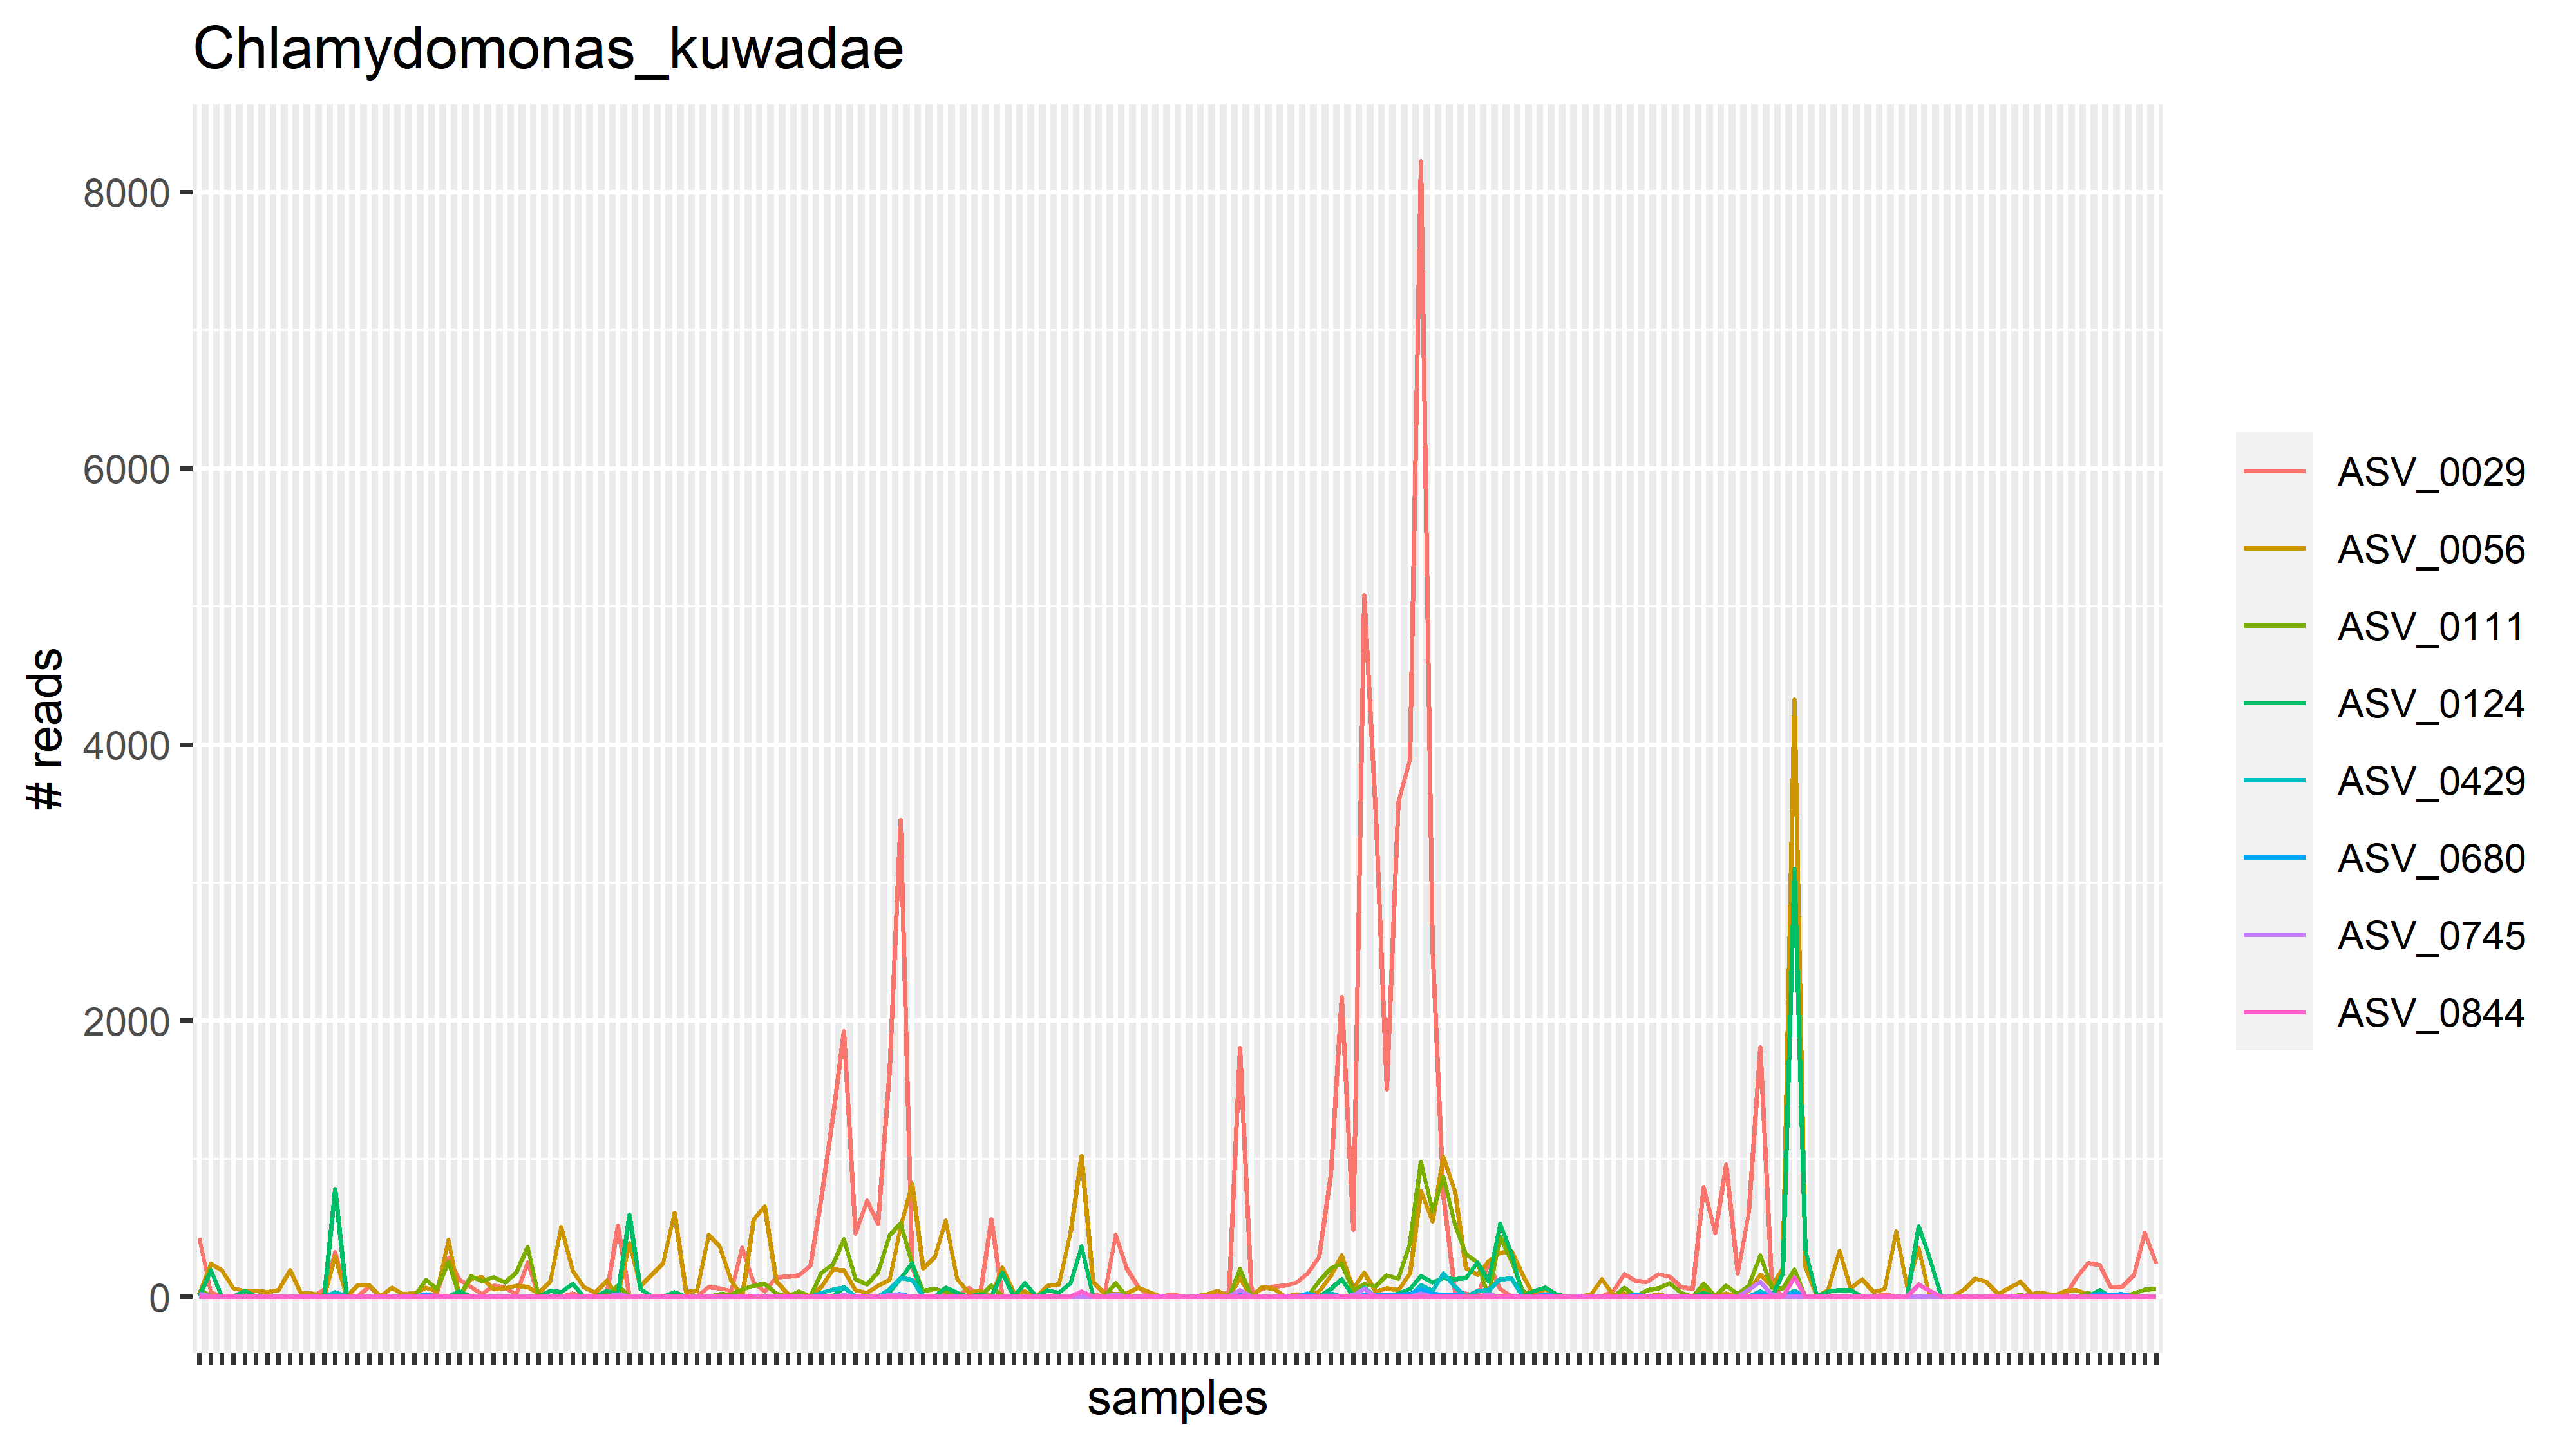 Chlamydomonas_kuwadae
# reads
8000
6000
4000
2000
0
samples
ASV_0029
ASV_0056
ASV_0111
ASV_0124
ASV_0429
ASV_0680
ASV_0745
ASV_0844